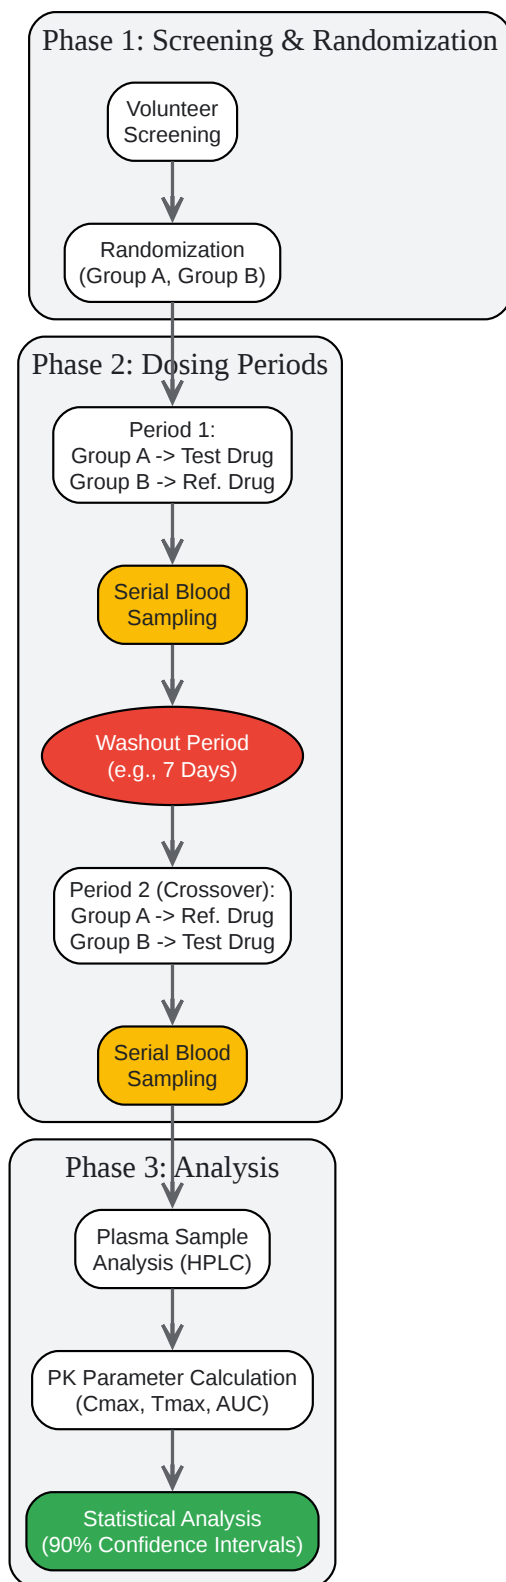 Phase 1: Screening & Randomization
Volunteer
Screening
Randomization
(Group A, Group B)
Phase 2: Dosing Periods
Period 1:
Group A -> Test Drug
Group B -> Ref. Drug
Serial Blood
Sampling
Washout Period
(e.g., 7 Days)
Period 2 (Crossover):
Group A -> Ref. Drug
Group B -> Test Drug
Serial Blood
Sampling
Phase 3: Analysis
Plasma Sample
Analysis (HPLC)
PK Parameter Calculation
(Cmax, Tmax, AUC)
Statistical Analysis
(90% Confidence Intervals)